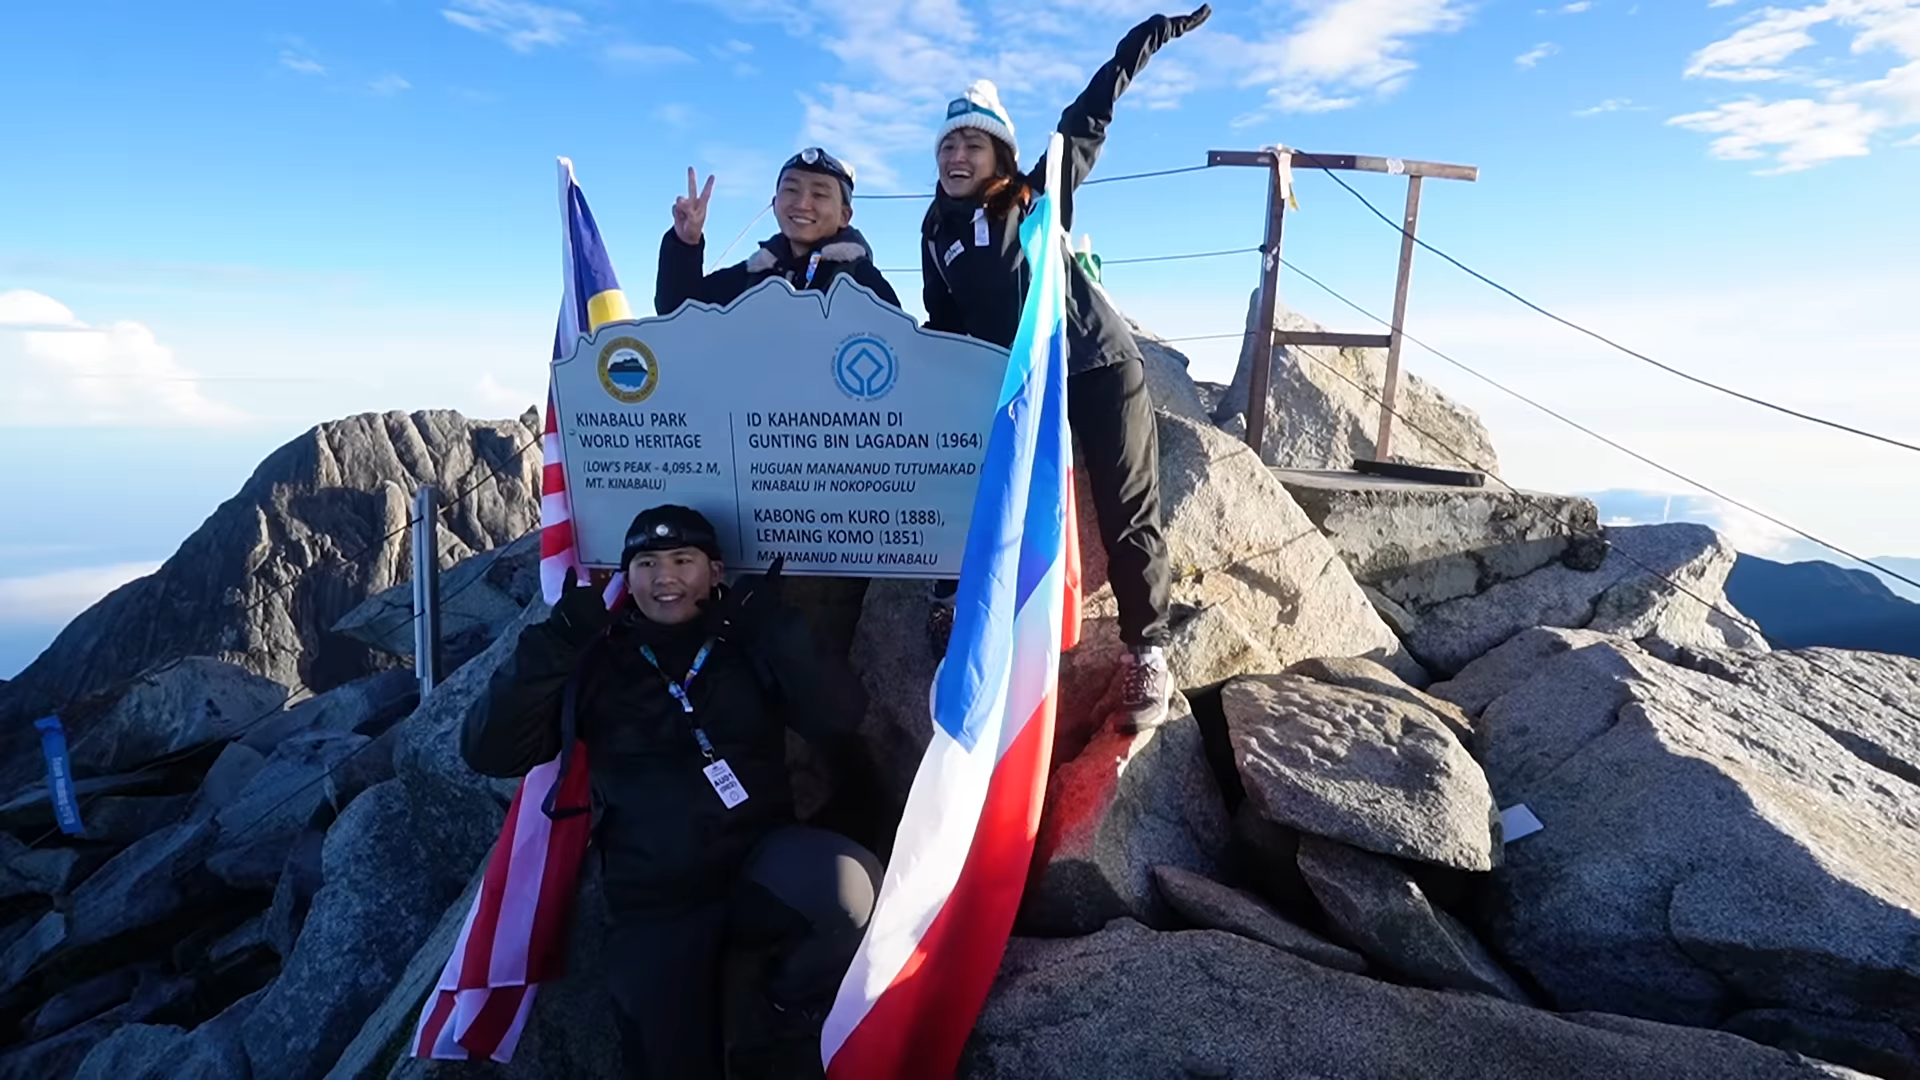 KINABALU PARK
WORLD HERITAGE
(LOW'S PEAK - 4,095.2 M,
MT. KINABALU)
ID KAHANDAMAN DI
GUNTING BIN LAGADAN (1964)
HUGUAN MANANANUD TUTUMAKAD
KINABALU IH NOKOPOGULU
KABONG om KURO (1888),
LEMAING KOMO (1851)
MANANANUD NULU KINABALU
AU01